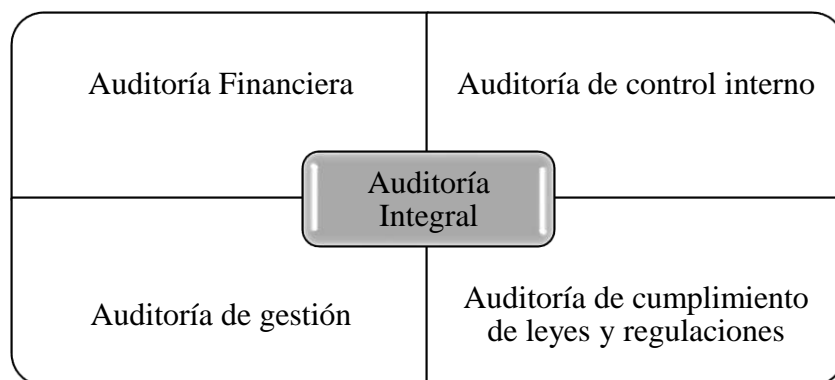 Auditoría Financiera
Auditoría de control interno
Auditoría
Integral
Auditoría de gestión
Auditoría de cumplimiento
de leyes y regulaciones